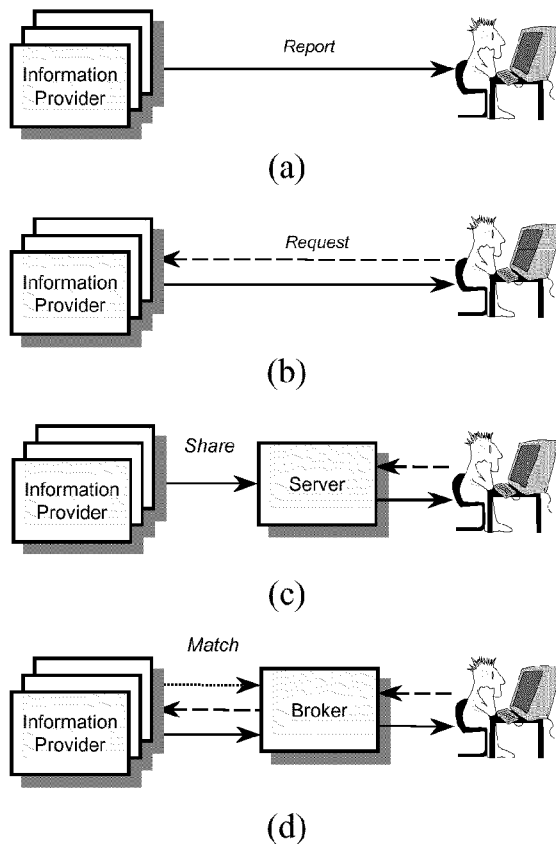 Report
Information
Provider
(a)
Request
Information
Provider
(b)
Share
Information
Provider
Server
(c)
Match
Information
Provider
Broker
(d)